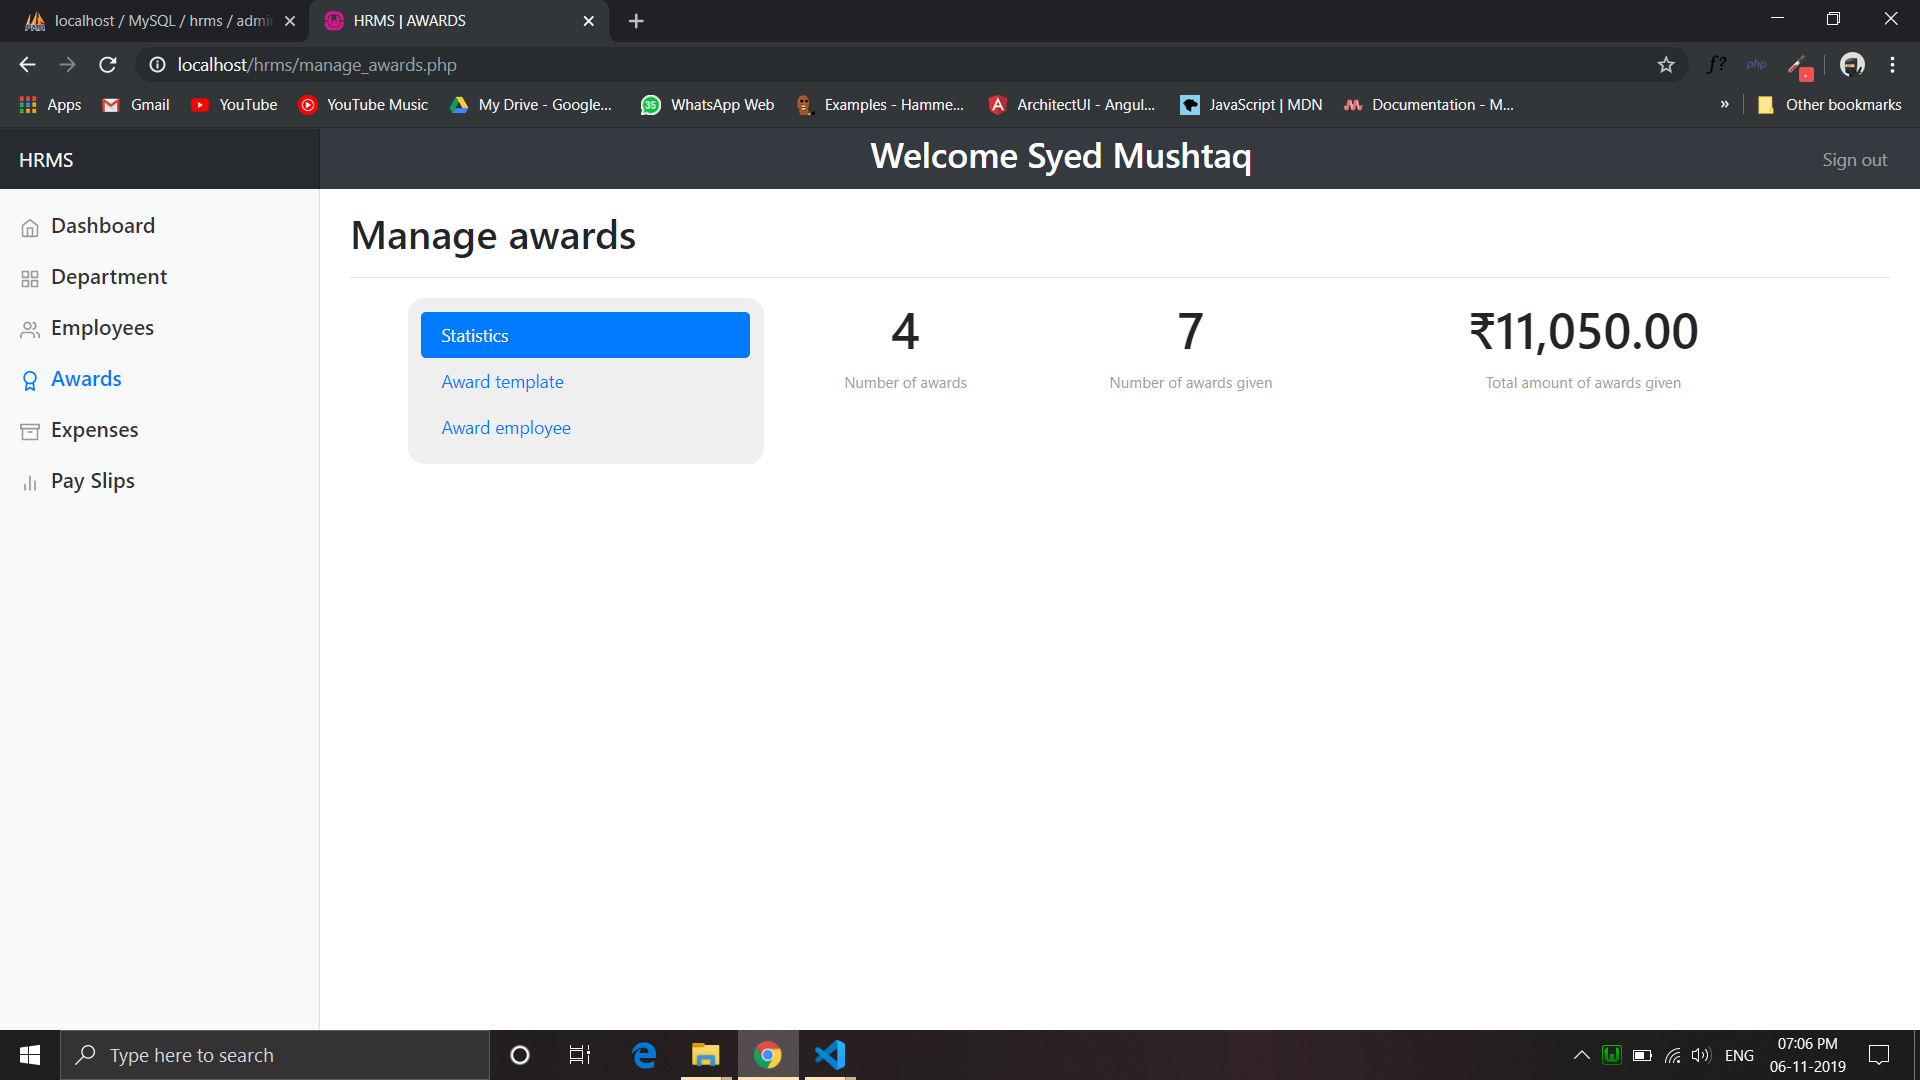 localhost / MySQL / hrms / admi
HRMS | AWARDS
localhost/hrms/manage_awards.php
f?
php
Apps
Gmail
YouTube
YouTube Music
My Drive - Google...
35
WhatsApp Web
Examples - Hamme...
ArchitectUI - Angul...
JavaScript | MDN
Documentation - M...
»
Other bookmarks
HRMS
Welcome Syed Mushtaq
Sign out
Dashboard
Department
Employees
Awards
Expenses
Pay Slips
Manage awards
Statistics
Award template
Award employee
4
Number of awards
7
Number of awards given
₹11,050.00
Total amount of awards given
Type here to search
ENG
07:06 PM
06-11-2019